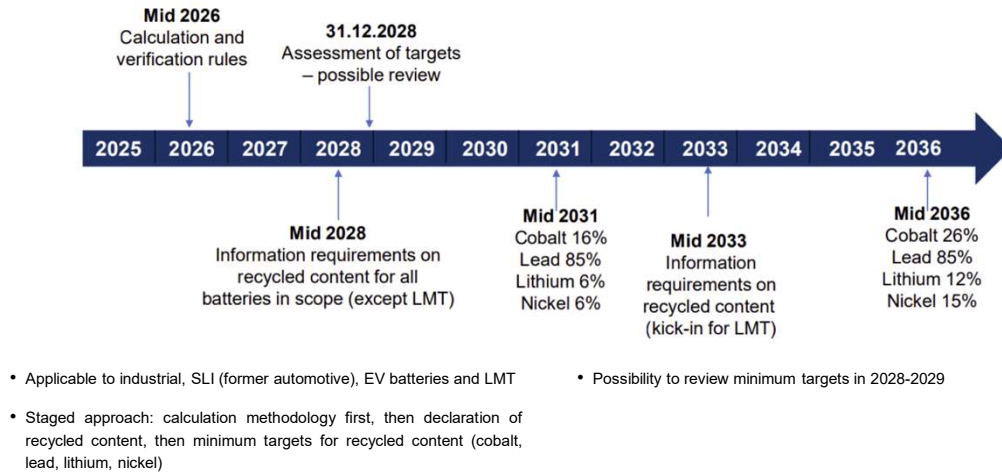 Mid 2026
Calculation and
verification rules
31.12.2028
Assessment of targets
– possible review
2025 2026 2027 2028 2029 2030 2031 2032 2033 2034 2035 2036
Mid 2028
Information requirements on
recycled content for all
batteries in scope (except LMT)
Mid 2031
Cobalt 16%
Lead 85%
Lithium 6%
Nickel 6%
Mid 2033
Information
requirements on
recycled content
(kick-in for LMT)
Mid 2036
Cobalt 26%
Lead 85%
Lithium 12%
Nickel 15%
• Applicable to industrial, SLI (former automotive), EV batteries and LMT
• Staged approach: calculation methodology first, then declaration of
recycled content, then minimum targets for recycled content (cobalt,
lead, lithium, nickel)
• Possibility to review minimum targets in 2028-2029